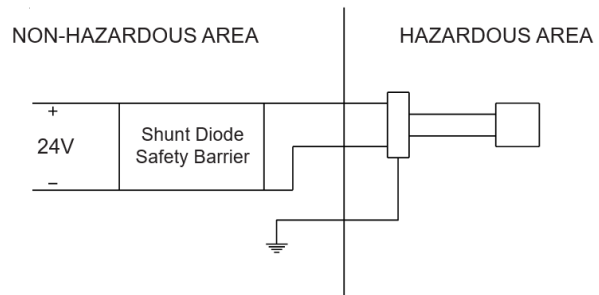 NON-HAZARDOUS AREA
HAZARDOUS AREA
+
24V
–
Shunt Diode
Safety Barrier